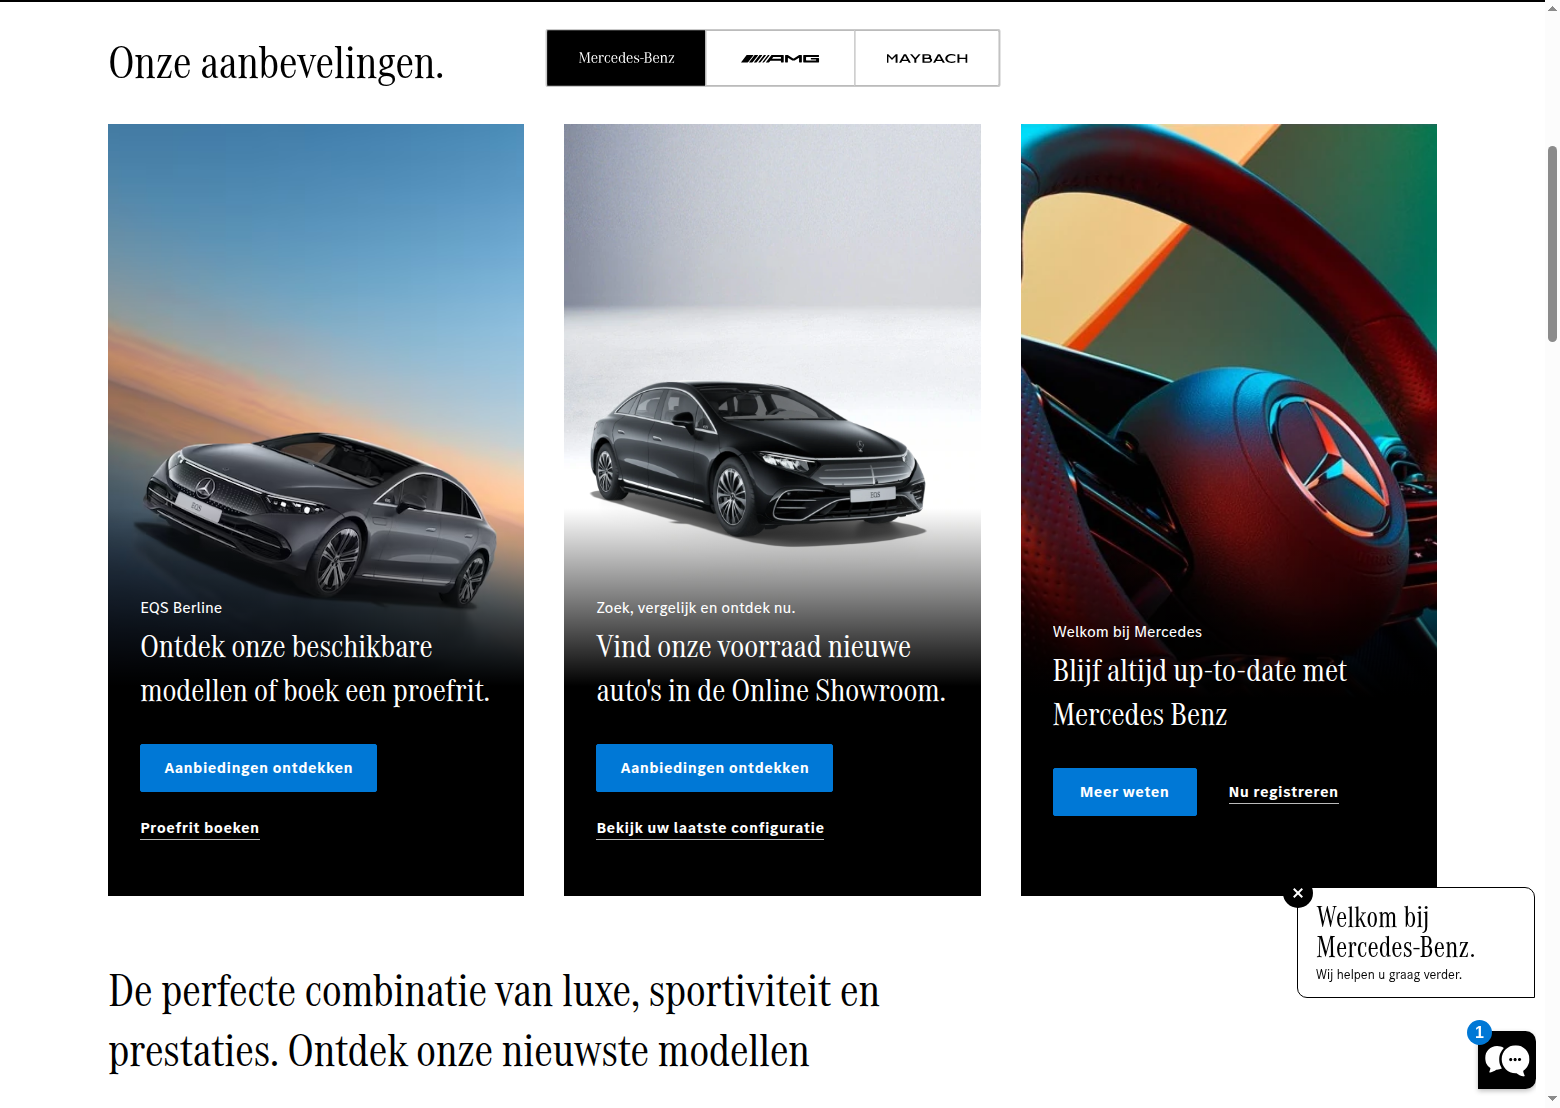 Onze aanbevelingen.
Mercedes-Benz
AMG
MAYBACH
EQS
EQS Berline
Ontdek onze beschikbare
modellen of boek een proefrit.
Aanbiedingen ontdekken
Proefrit boeken
EQS
Zoek, vergelijk en ontdek nu.
Vind onze voorraad nieuwe
auto's in de Online Showroom.
Aanbiedingen ontdekken
Bekijk uw laatste configuratie
Welkom bij Mercedes
Blijf altijd up-to-date met
Mercedes Benz
Meer weten
Nu registreren
Welkom bij
Mercedes-Benz.
Wij helpen u graag verder.
1
De perfecte combinatie van luxe, sportiviteit en
prestaties. Ontdek onze nieuwste modellen